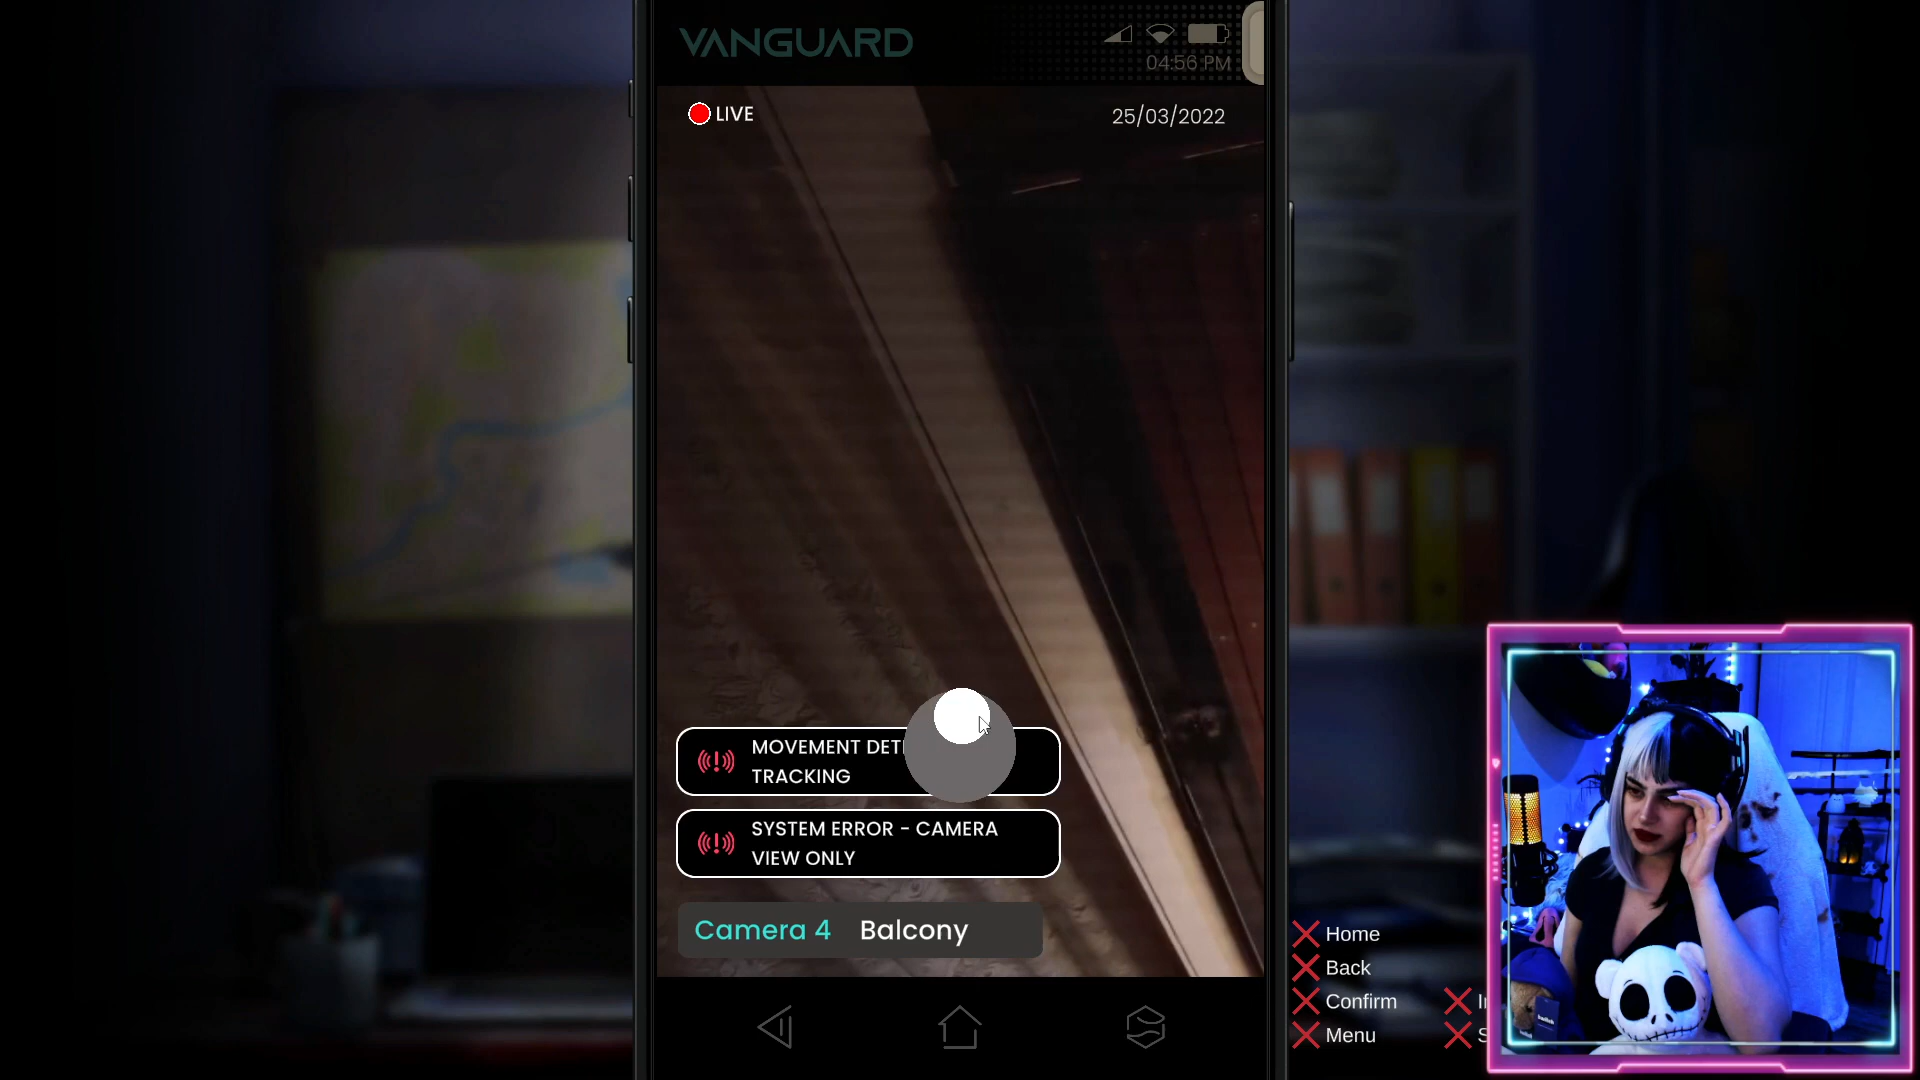 VANGUARD
04:56 PM
LIVE
25/03/2022
MOVEMENT
TRACKING
SYSTEM ERROR - CAMERA
VIEW ONLY
Camera 4 Balcony
Home
Back
Confirm
Menu